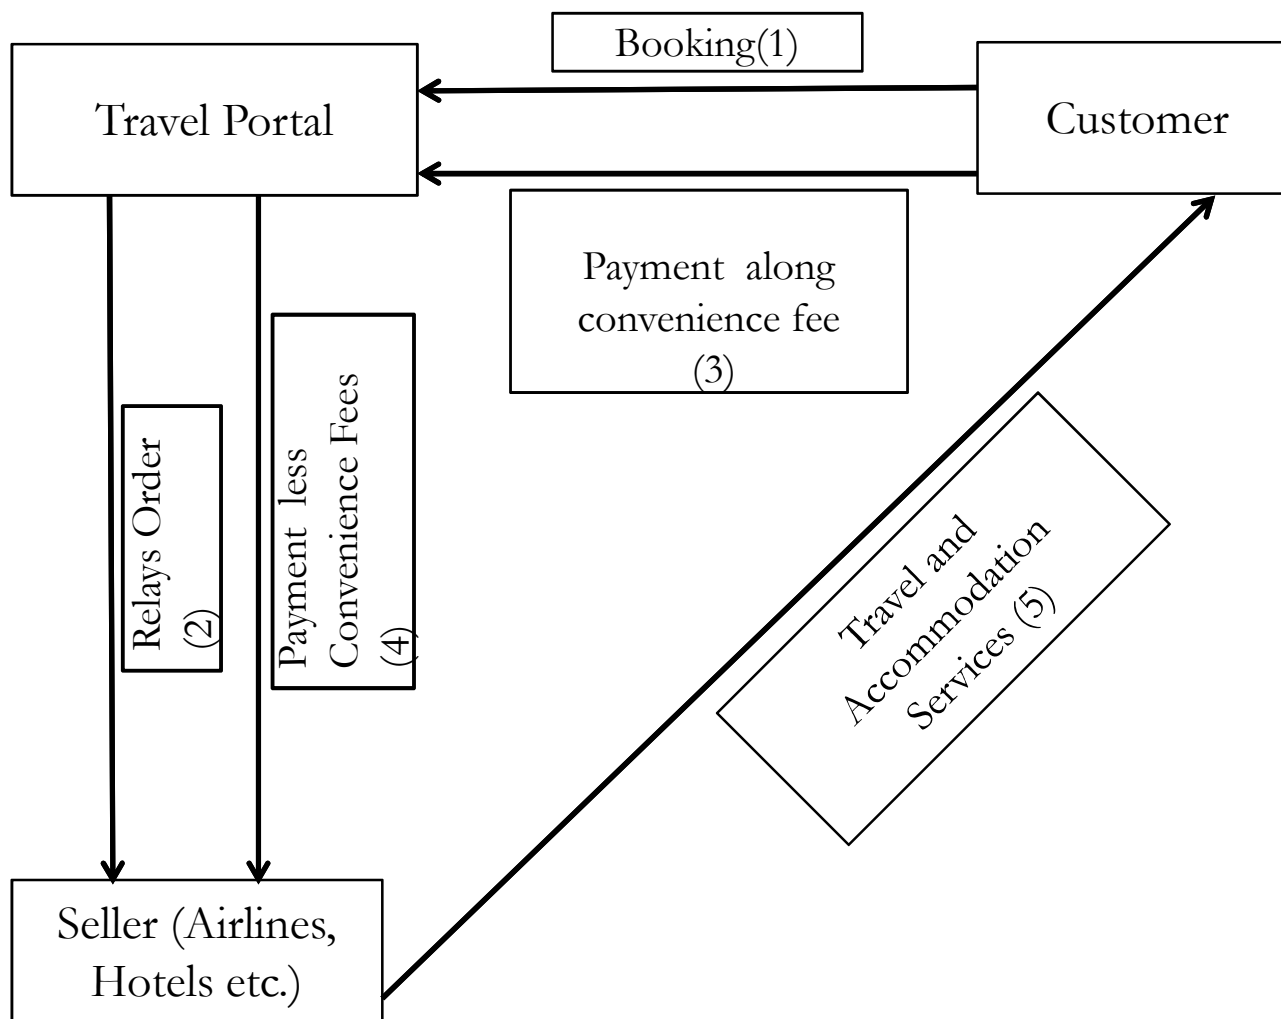 Booking(1)
Travel Portal
Customer
Payment along
convenience fee
(3)
Relays Order
(2)
Payment less
Convenience Fees
(4)
Travel and
Accommodation
Services (5)
Seller (Airlines,
Hotels etc.)